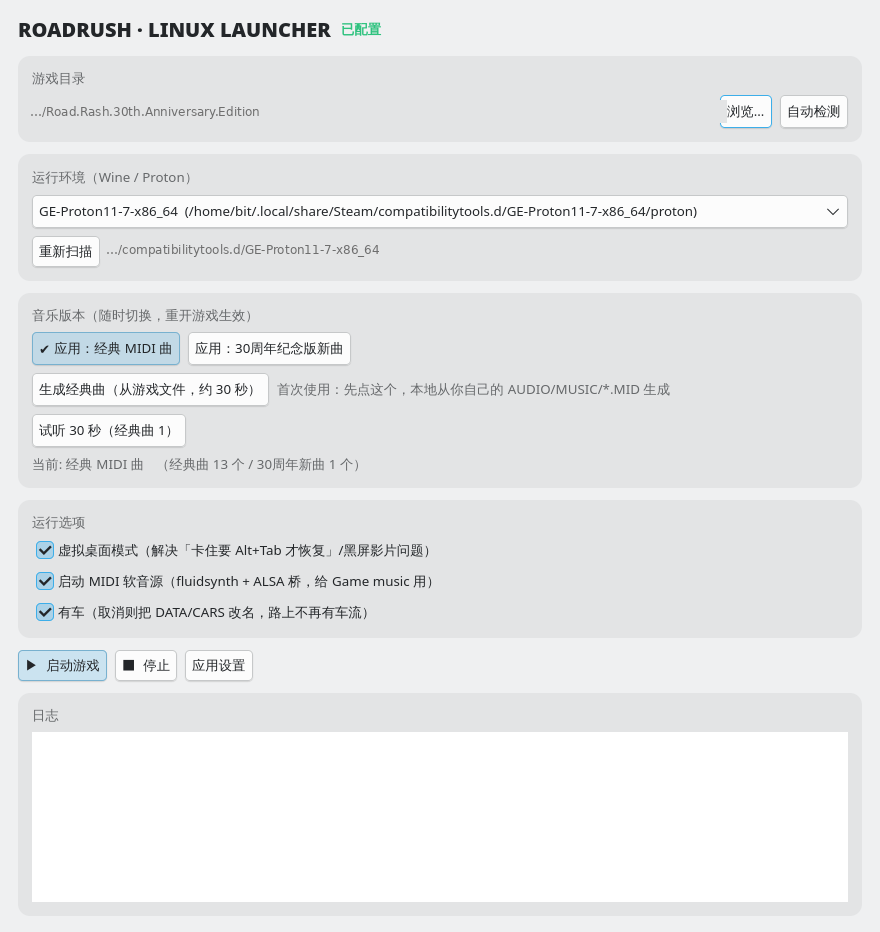 ROADRUSH · LINUX LAUNCHER 已配置
游戏目录
.../Road.Rash.30th.Anniversary.Edition 浏览... 自动检测
运行环境（Wine / Proton）
GE-Proton11-7-x86_64 (/home/bit/.local/share/Steam/compatibilitytools.d/GE-Proton11-7-x86_64/proton)
重新扫描 .../compatibilitytools.d/GE-Proton11-7-x86_64
音乐版本（随时切换，重开游戏生效）
✔ 应用：经典 MIDI 曲 应用：30周年纪念版新曲
生成经典曲（从游戏文件，约 30 秒） 首次使用：先点这个，本地从你自己的 AUDIO/MUSIC/*.MID 生成
试听 30 秒（经典曲 1）
当前: 经典 MIDI 曲 （经典曲 13 个 / 30周年新曲 1 个）
运行选项
虚拟桌面模式（解决「卡住要 Alt+Tab 才恢复」/黑屏影片问题）
启动 MIDI 软音源（fluidsynth + ALSA 桥，给 Game music 用）
有车（取消则把 DATA/CARS 改名，路上不再有车流）
▶ 启动游戏 ■ 停止 应用设置
日志